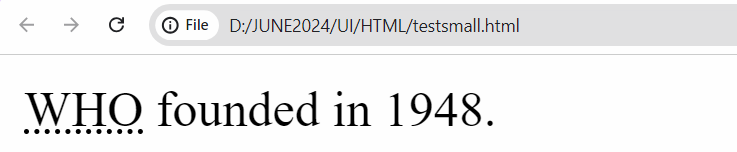 File D:/JUNE2024/UI/HTML/testsmall.html
WHO founded in 1948.